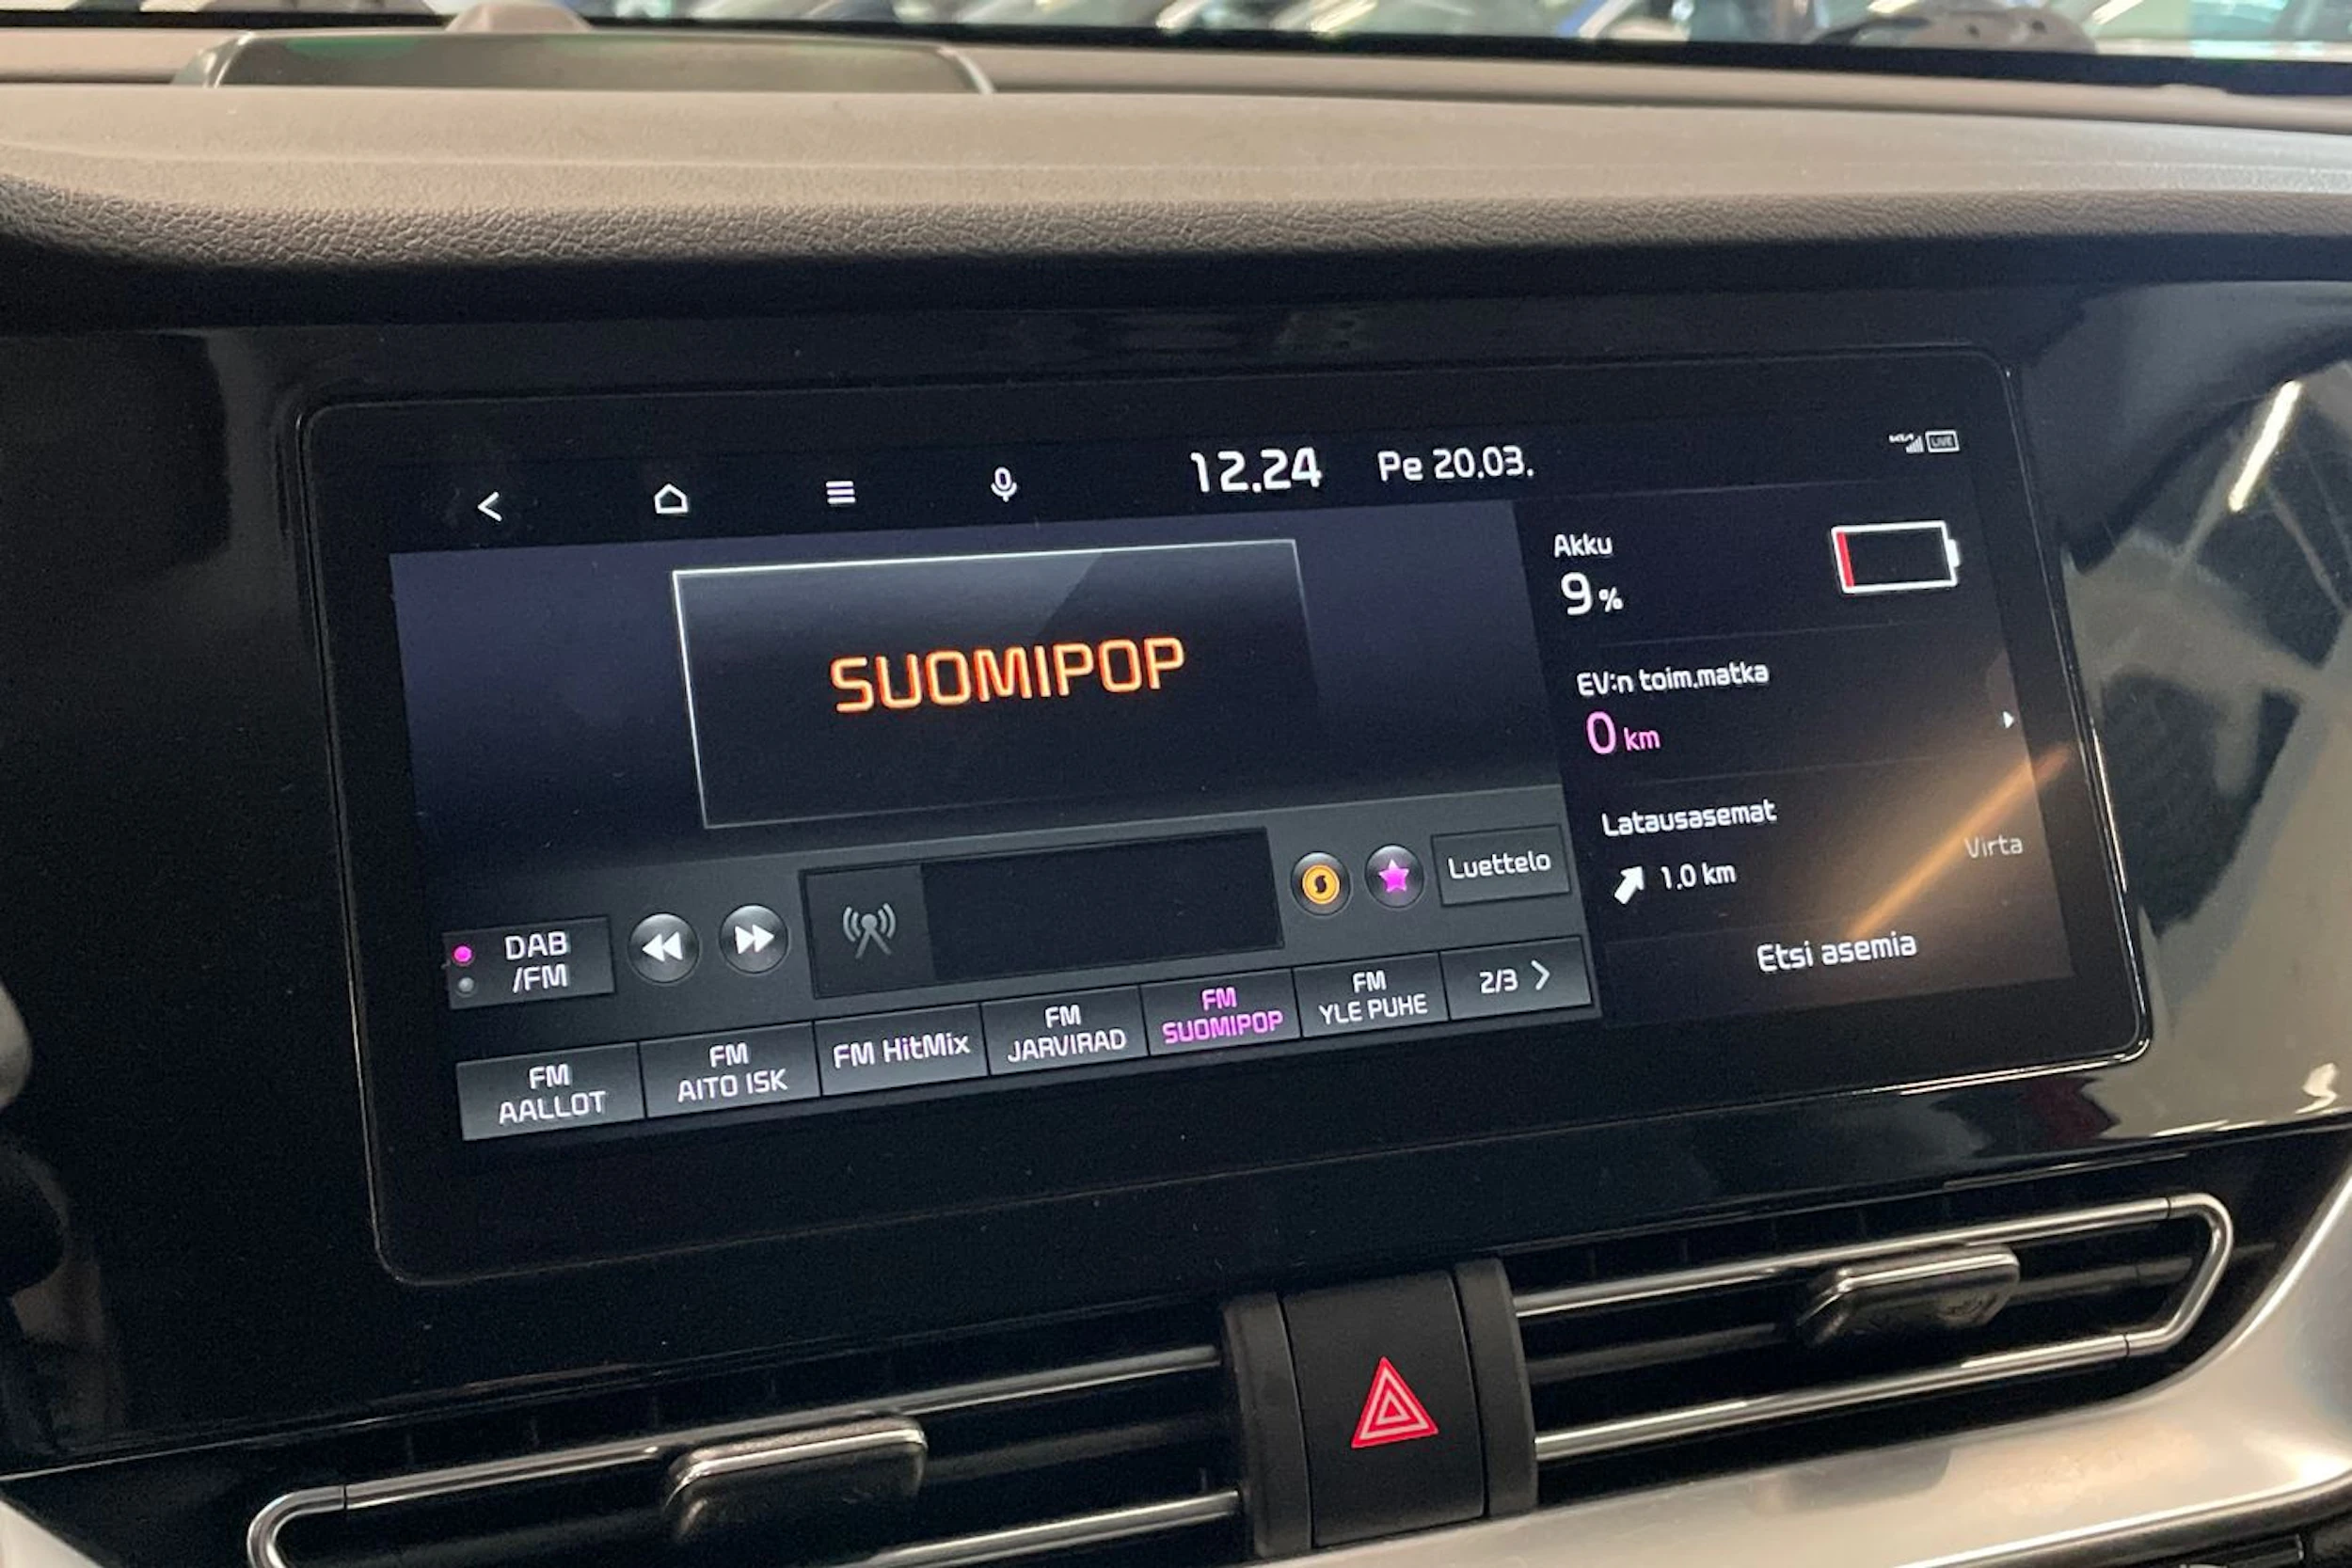 12.24 Pe 20.03.
LIVE
SUOMIPOP
Akku
9 %
EV:n toim.matka
0 km
Latausasemat
1.0 km
Virta
Etsi asemia
DAB
/FM
Luettelo
FM
AALLOT
FM
AITO ISK
FM HitMix
FM
JARVIRAD
FM
SUOMIPOP
FM
YLE PUHE
2/3